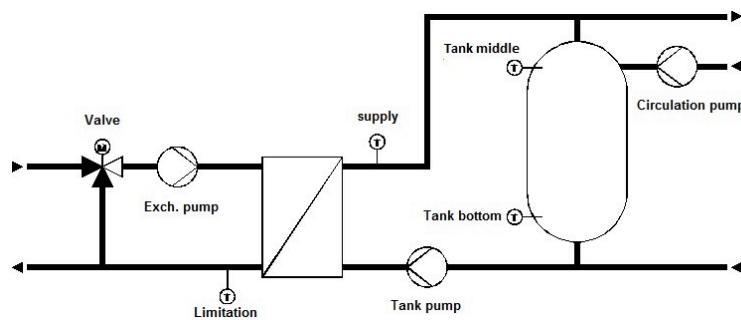 Tank middle
T
Circulation pump
Valve
M
supply
T
Exch. pump
Tank bottom
T
Tank pump
T
Limitation